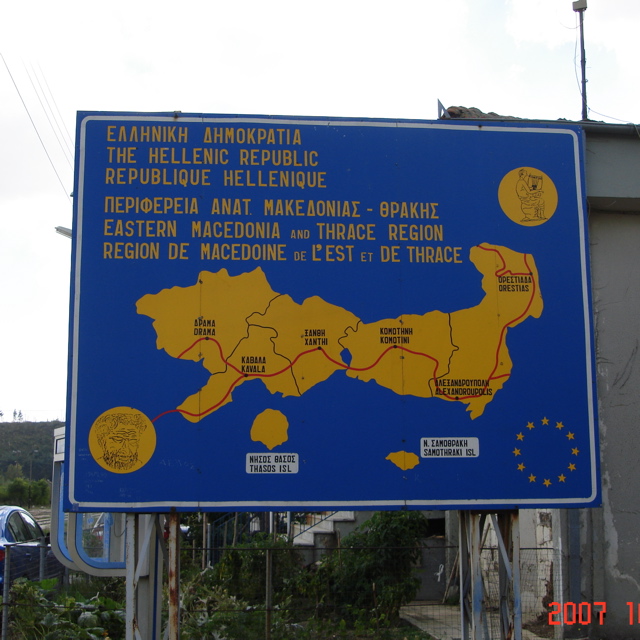 ΕΛΛΗΝΙΚΗ ΔΗΜΟΚΡΑΤΙΑ
THE HELLENIC REPUBLIC
REPUBLIQUE HELLENIQUE
ΠΕΡΙΦΕΡΕΙΑ ΑΝΑΤ. ΜΑΚΕΔΟΝΙΑΣ - ΘΡΑΚΗΣ
EASTERN MACEDONIA AND THRACE REGION
REGION DE MACEDOINE DE L'EST ET DE THRACE
ΟΡΕΣΤΙΑΔΑ
ORESTIAS
ΔΡΑΜΑ
DRAMA
ΞΑΝΘΗ
XANTHI
ΚΟΜΟΤΗΝΗ
KOMOTINI
ΚΑΒΑΛΑ
KAVALA
ΑΛΕΞΑΝΔΡΟΥΠΟΛΗ
ALEXANDROUPOLIS
ΝΗΣΟΣ ΘΑΣΟΣ
THASOS ISL
Ν. ΣΑΜΟΘΡΑΚΗ
SAMOTHRAKI ISL
2007